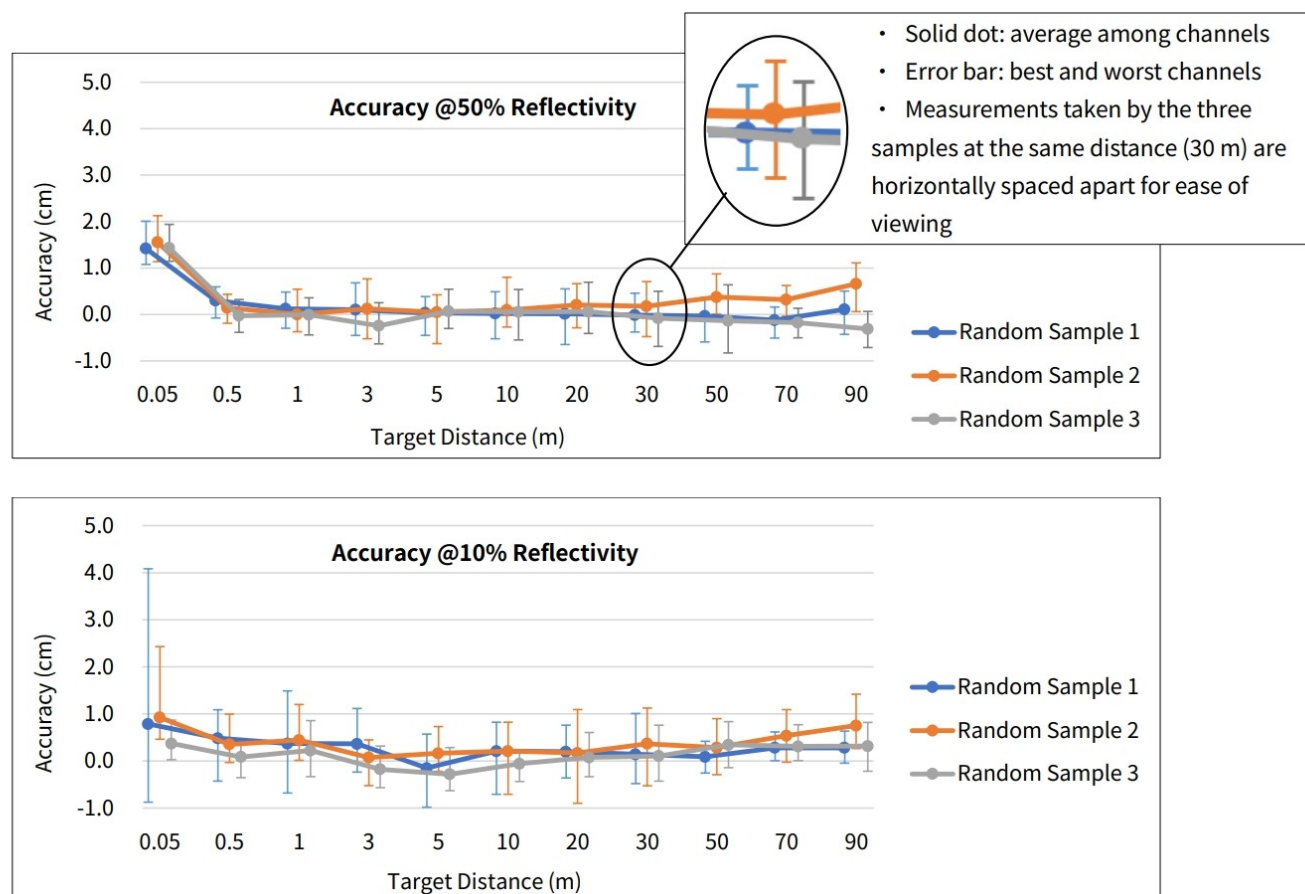 · Solid dot: average among channels
· Error bar: best and worst channels
· Measurements taken by the three
samples at the same distance (30 m) are
horizontally spaced apart for ease of
viewing
Accuracy @50% Reflectivity
Accuracy (cm)
5.0
4.0
3.0
2.0
1.0
0.0
-1.0
0.05 0.5 1 3 5 10 20 30 50 70 90
Target Distance (m)
Random Sample 1
Random Sample 2
Random Sample 3
Accuracy @10% Reflectivity
Accuracy (cm)
5.0
4.0
3.0
2.0
1.0
0.0
-1.0
0.05 0.5 1 3 5 10 20 30 50 70 90
Target Distance (m)
Random Sample 1
Random Sample 2
Random Sample 3